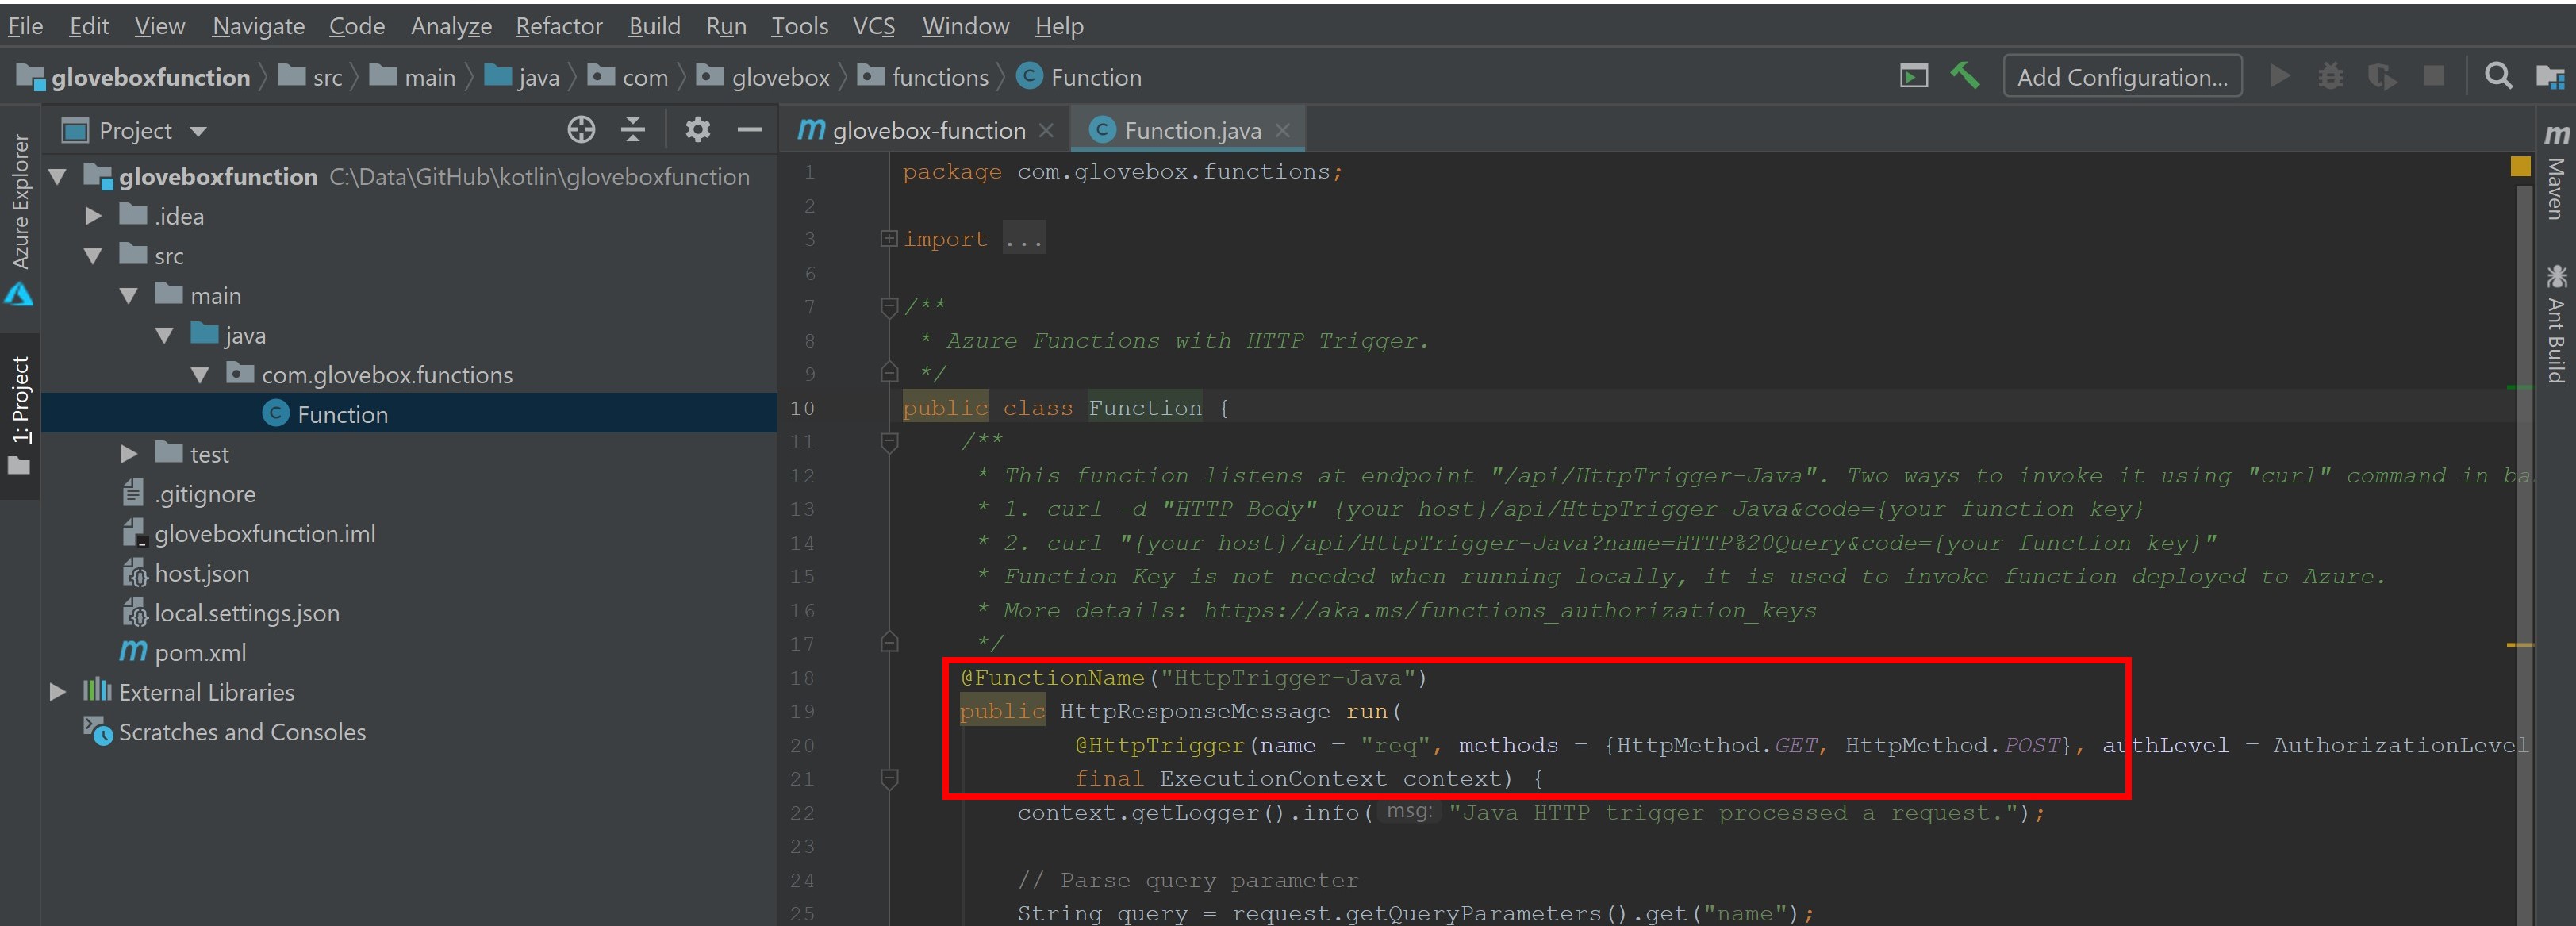 File Edit View Navigate Code Analyze Refactor Build Run Tools VCS Window Help
gloveboxfunction src main java com glovebox functions Function Add Configuration...
Azure Explorer
1: Project
Project
gloveboxfunction C:\Data\GitHub\kotlin\gloveboxfunction
.idea
src
main
java
com.glovebox.functions
Function
test
.gitignore
gloveboxfunction.iml
host.json
local.settings.json
pom.xml
External Libraries
Scratches and Consoles
glovebox-function Function.java
1 package com.glovebox.functions;
2
3 import ...
6
7 /**
8 * Azure Functions with HTTP Trigger.
9 */
10 public class Function {
11 /**
12 * This function listens at endpoint "/api/HttpTrigger-Java". Two ways to invoke it using "curl" command in ba
13 * 1. curl -d "HTTP Body" {your host}/api/HttpTrigger-Java&code={your function key}
14 * 2. curl "{your host}/api/HttpTrigger-Java?name=HTTP%20Query&code={your function key}"
15 * Function Key is not needed when running locally, it is used to invoke function deployed to Azure.
16 * More details: https://aka.ms/functions_authorization_keys
17 */
18 @FunctionName("HttpTrigger-Java")
19 public HttpResponseMessage run(
20 @HttpTrigger(name = "req", methods = {HttpMethod.GET, HttpMethod.POST}, authLevel = AuthorizationLevel
21 final ExecutionContext context) {
22 context.getLogger().info( msg: "Java HTTP trigger processed a request.");
23
24 // Parse query parameter
25 String query = request.getQueryParameters().get("name");
Maven
Ant Build